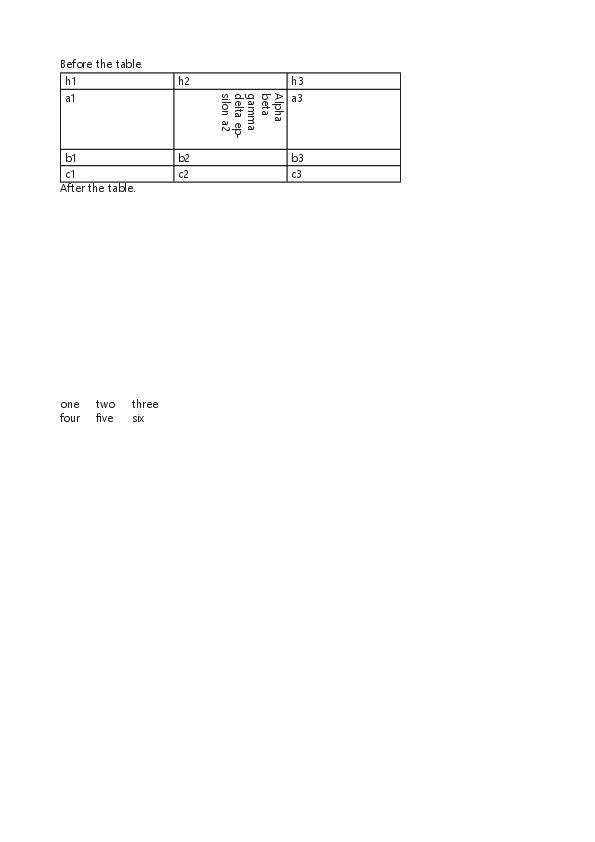 Before the table.
h1 h2 h3
a1
Alpha
beta
gamma
delta ep-
silon a2
a3
b1 b2 b3
c1 c2 c3
After the table.
one two three
four five six